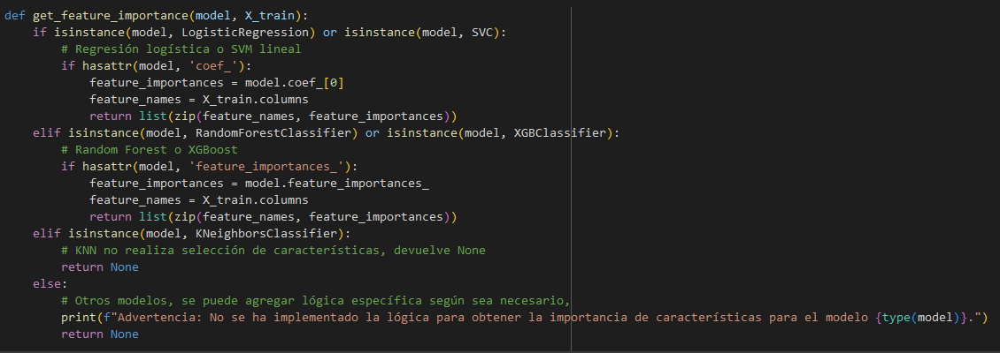 def get_feature_importance(model, X_train):
    if isinstance(model, LogisticRegression) or isinstance(model, SVC):
        # Regresión logística o SVM lineal
        if hasattr(model, 'coef_'):
            feature_importances = model.coef_[0]
            feature_names = X_train.columns
            return list(zip(feature_names, feature_importances))
    elif isinstance(model, RandomForestClassifier) or isinstance(model, XGBClassifier):
        # Random Forest o XGBoost
        if hasattr(model, 'feature_importances_'):
            feature_importances = model.feature_importances_
            feature_names = X_train.columns
            return list(zip(feature_names, feature_importances))
    elif isinstance(model, KNeighborsClassifier):
        # KNN no realiza selección de características, devuelve None
        return None
    else:
        # Otros modelos, se puede agregar lógica específica según sea necesario,
        print(f"Advertencia: No se ha implementado la lógica para obtener la importancia de características para el modelo {type(model)}.")
        return None